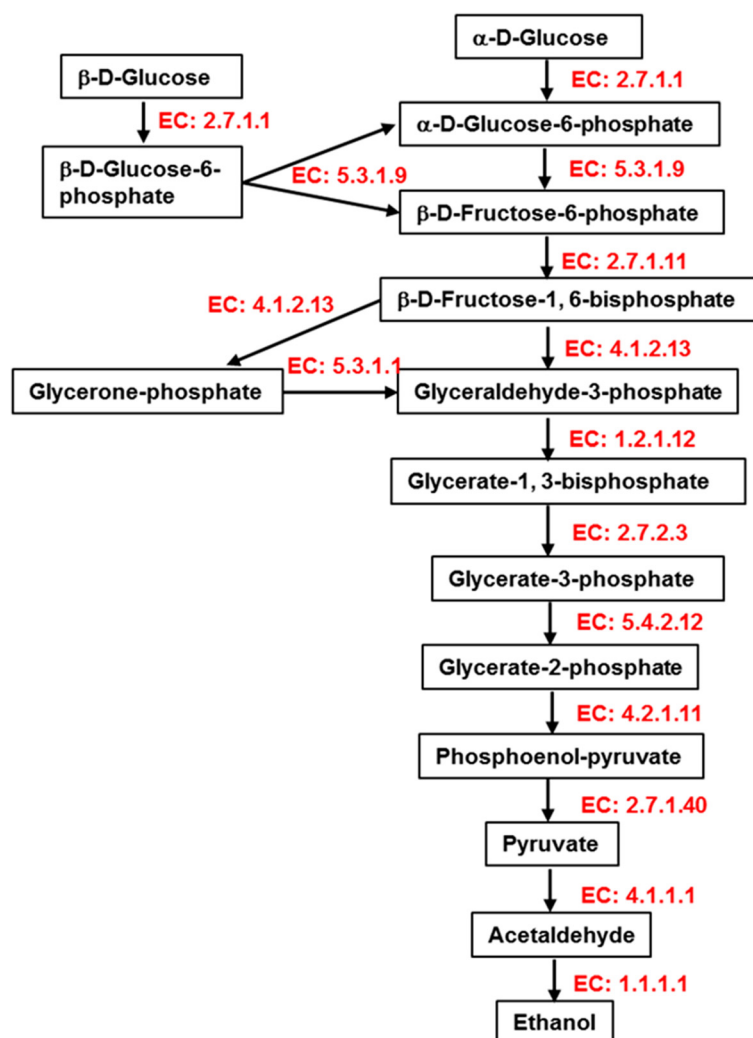 α-D-Glucose
β-D-Glucose
EC: 2.7.1.1
EC: 2.7.1.1
α-D-Glucose-6-phosphate
β-D-Glucose-6-
phosphate
EC: 5.3.1.9
EC: 5.3.1.9
β-D-Fructose-6-phosphate
EC: 2.7.1.11
β-D-Fructose-1, 6-bisphosphate
EC: 4.1.2.13
EC: 4.1.2.13
EC: 5.3.1.1
Glycerone-phosphate
Glyceraldehyde-3-phosphate
EC: 1.2.1.12
Glycerate-1, 3-bisphosphate
EC: 2.7.2.3
Glycerate-3-phosphate
EC: 5.4.2.12
Glycerate-2-phosphate
EC: 4.2.1.11
Phosphoenol-pyruvate
EC: 2.7.1.40
Pyruvate
EC: 4.1.1.1
Acetaldehyde
EC: 1.1.1.1
Ethanol